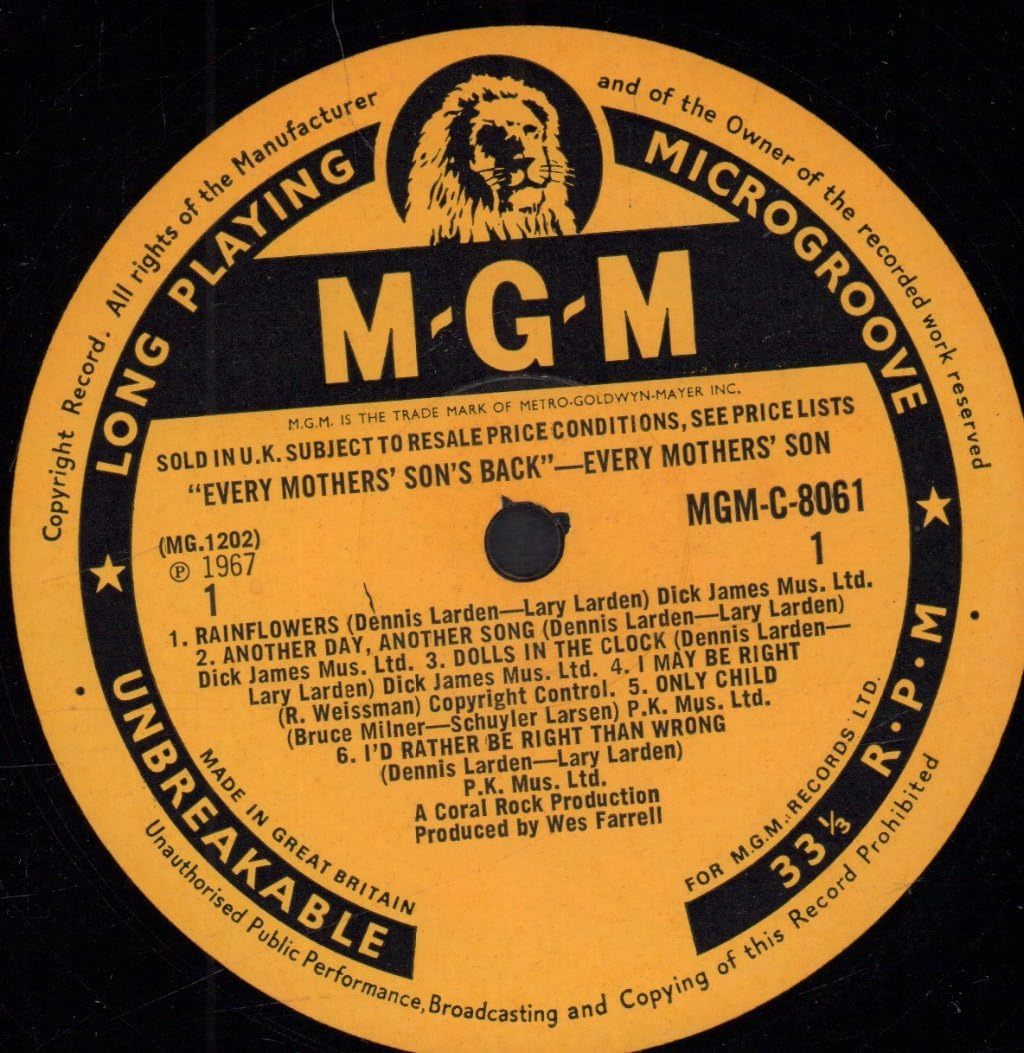 Copyright Record. All rights of the Manufacturer and of the Owner of the recorded work reserved
LONG PLAYING MICROGROOVE
M-G-M
M.G.M. IS THE TRADE MARK OF METRO-GOLDWYN-MAYER INC.
SOLD IN U.K. SUBJECT TO RESALE PRICE CONDITIONS, SEE PRICE LISTS
"EVERY MOTHERS' SON'S BACK"—EVERY MOTHERS' SON
MGM-C-8061
(MG.1202)
℗ 1967
1
1
1. RAINFLOWERS (Dennis Larden—Lary Larden) Dick James Mus. Ltd.
2. ANOTHER DAY, ANOTHER SONG (Dennis Larden—Lary Larden)
Dick James Mus. Ltd. 3. DOLLS IN THE CLOCK (Dennis Larden—
Lary Larden) Dick James Mus. Ltd. 4. I MAY BE RIGHT
(R. Weissman) Copyright Control. 5. ONLY CHILD
(Bruce Milner—Schuyler Larsen) P.K. Mus. Ltd.
6. I'D RATHER BE RIGHT THAN WRONG
(Dennis Larden—Lary Larden)
P.K. Mus. Ltd.
A Coral Rock Production
Produced by Wes Farrell
MADE IN GREAT BRITAIN
FOR M.G.M. RECORDS LTD.
UNBREAKABLE
33⅓ R.P.M
Unauthorised Public Performance, Broadcasting and Copying of this Record Prohibited